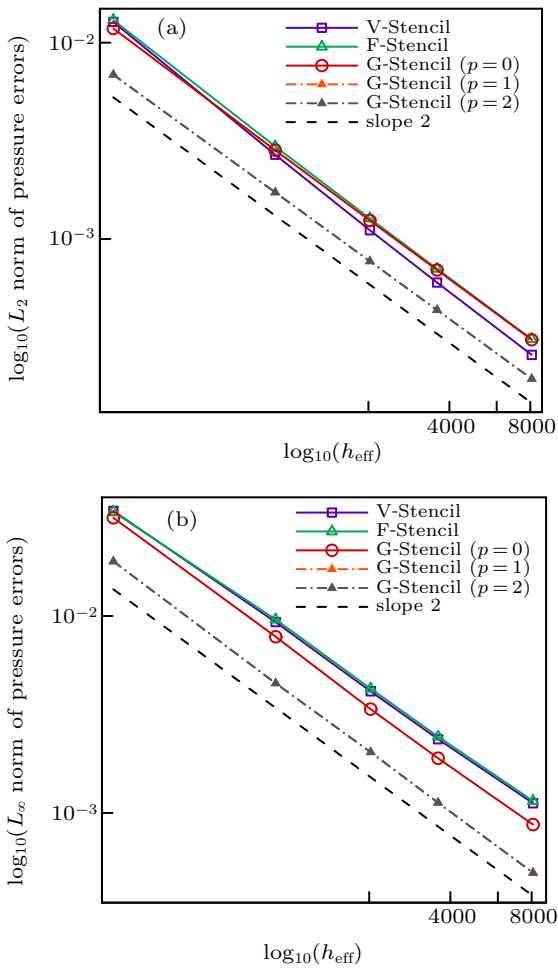 (a)
V-Stencil
F-Stencil
G-Stencil (p=0)
G-Stencil (p=1)
G-Stencil (p=2)
slope 2
10⁻²
10⁻³
log₁₀(L₂ norm of pressure errors)
4000 8000
log₁₀(h_eff)
(b)
V-Stencil
F-Stencil
G-Stencil (p=0)
G-Stencil (p=1)
G-Stencil (p=2)
slope 2
10⁻²
10⁻³
log₁₀(L∞ norm of pressure errors)
4000 8000
log₁₀(h_eff)